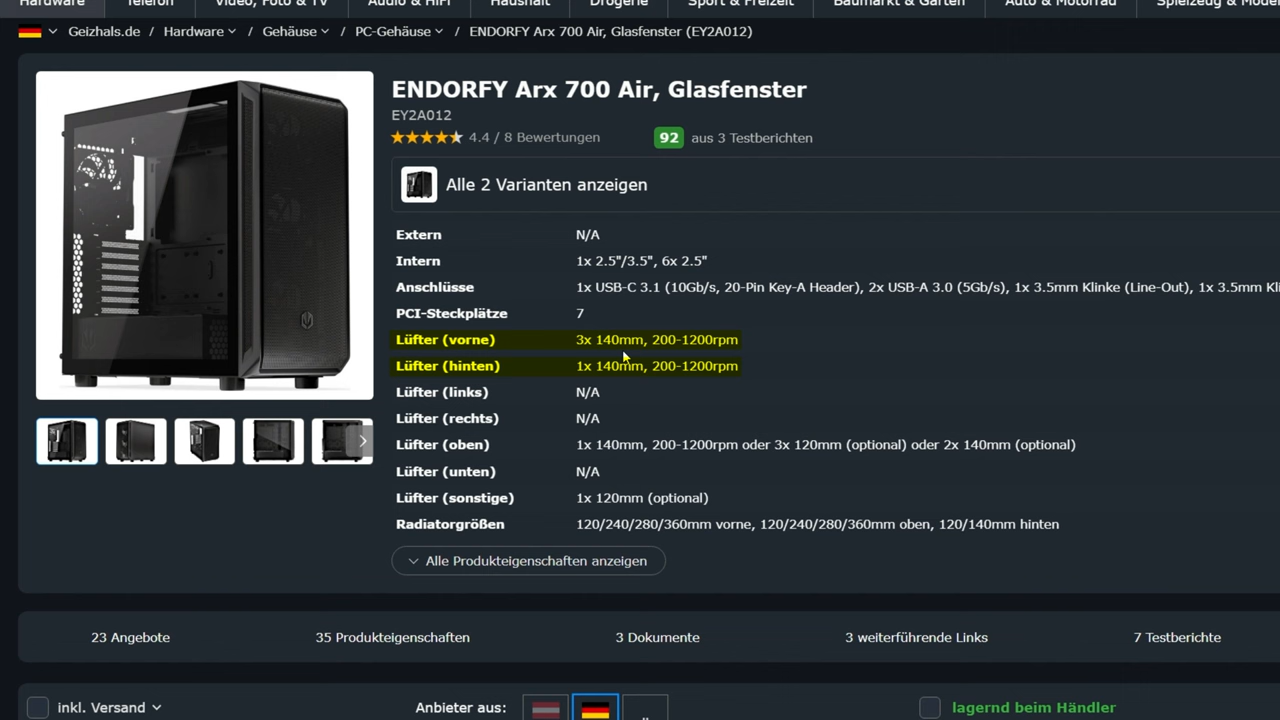 Hardware Telefon Video, Foto & TV Audio & HiFi Haushalt Drogerie Sport & Freizeit Baumarkt & Garten Auto & Motorrad
Geizhals.de / Hardware / Gehäuse / PC-Gehäuse / ENDORFY Arx 700 Air, Glasfenster (EY2A012)
ENDORFY Arx 700 Air, Glasfenster
EY2A012
4.4 / 8 Bewertungen 92 aus 3 Testberichten
Alle 2 Varianten anzeigen
Extern N/A
Intern 1x 2.5"/3.5", 6x 2.5"
Anschlüsse 1x USB-C 3.1 (10Gb/s, 20-Pin Key-A Header), 2x USB-A 3.0 (5Gb/s), 1x 3.5mm Klinke (Line-Out), 1x 3.5mm
PCI-Steckplätze 7
Lüfter (vorne) 3x 140mm, 200-1200rpm
Lüfter (hinten) 1x 140mm, 200-1200rpm
Lüfter (links) N/A
Lüfter (rechts) N/A
Lüfter (oben) 1x 140mm, 200-1200rpm oder 3x 120mm (optional) oder 2x 140mm (optional)
Lüfter (unten) N/A
Lüfter (sonstige) 1x 120mm (optional)
Radiatorgrößen 120/240/280/360mm vorne, 120/240/280/360mm oben, 120/140mm hinten
Alle Produkteigenschaften anzeigen
23 Angebote 35 Produkteigenschaften 3 Dokumente 3 weiterführende Links 7 Testberichte
inkl. Versand Anbieter aus: lagernd beim Händler